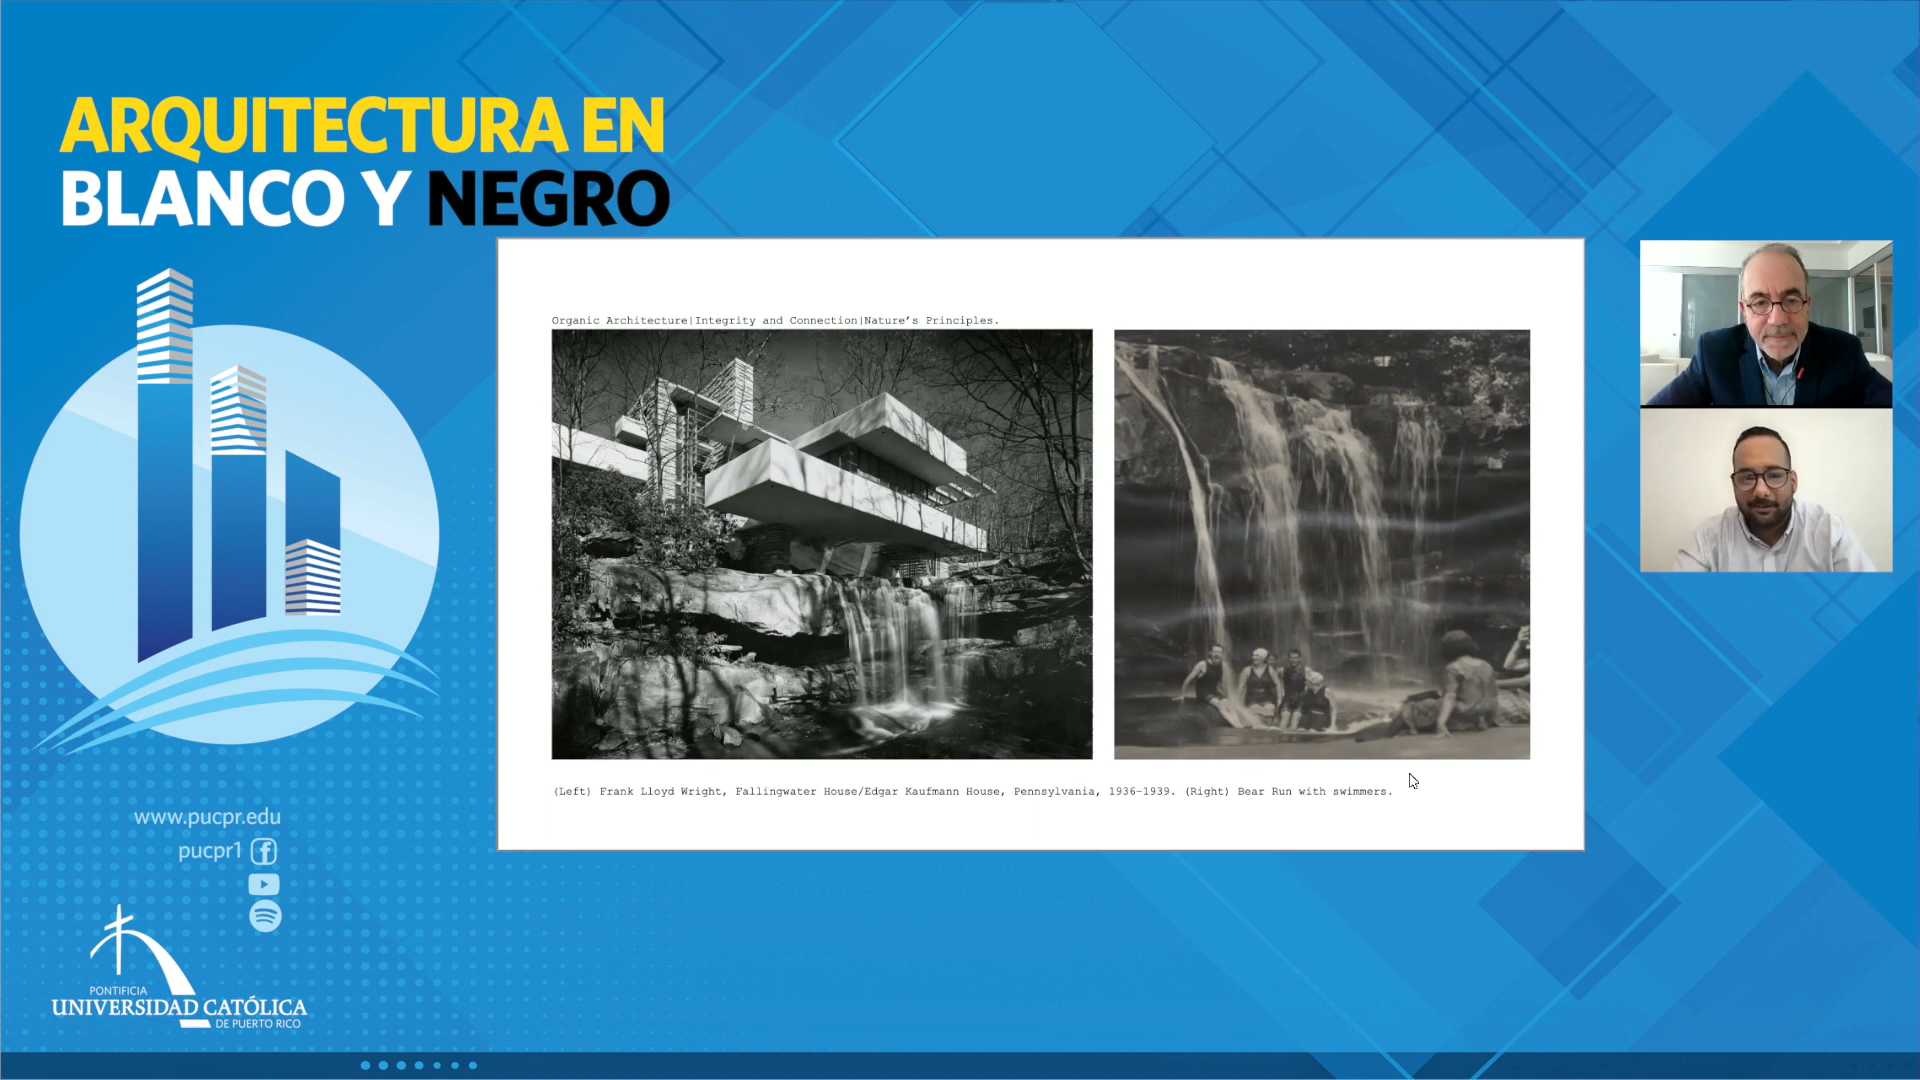 ARQUITECTURA EN
BLANCO Y NEGRO
Organic Architecture|Integrity and Connection|Nature's Principles.
(Left) Frank Lloyd Wright, Fallingwater House/Edgar Kaufmann House, Pennsylvania, 1936-1939. (Right) Bear Run with swimmers.
www.pucpr.edu
pucpr1
PONTIFICIA
UNIVERSIDAD CATÓLICA
DE PUERTO RICO